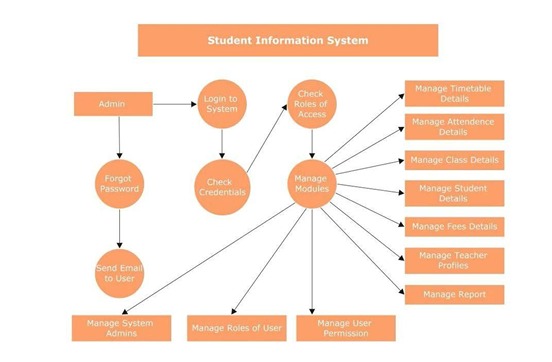 Student Information System
Admin
Login to
System
Check
Roles of
Access
Manage Timetable
Details
Manage Attendence
Details
Manage Class Details
Forgot
Password
Check
Credentials
Manage
Modules
Manage Student
Details
Manage Fees Details
Manage Teacher
Profiles
Send Email
to User
Manage Report
Manage System
Admins
Manage Roles of User
Manage User
Permission